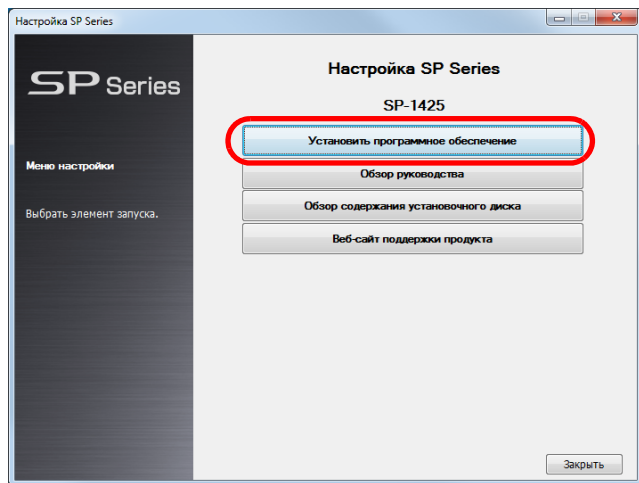 Настройка SP Series
SP Series
Меню настройки
Выбрать элемент запуска.
Настройка SP Series
SP-1425
Установить программное обеспечение
Обзор руководства
Обзор содержания установочного диска
Веб-сайт поддержки продукта
Закрыть